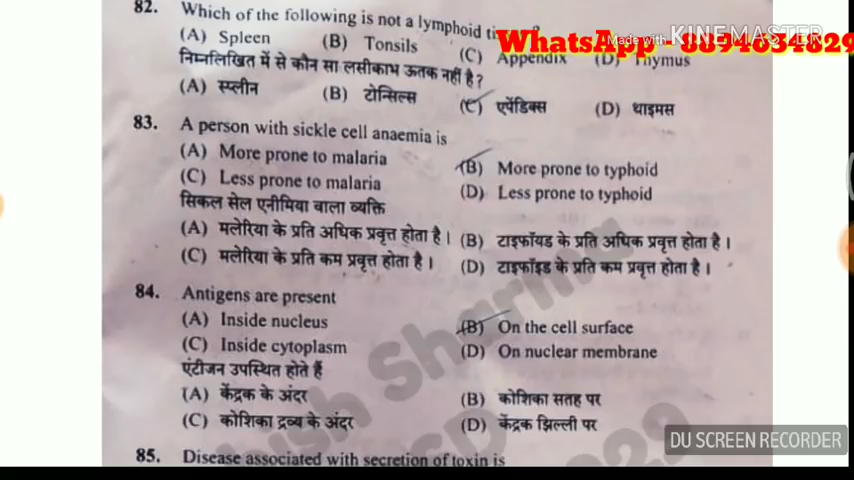 82. Which of the following is not a lymphoid
(A) Spleen (B) Tonsils (C) Appendix (D) Thymus
WhatsApp - 8894634829
Made with KINEMASTER
निम्नलिखित में से कौन सा लसीकाभ ऊतक नहीं है?
(A) स्प्लीन (B) टोन्सिल्स (C) एपेंडिक्स (D) थाइमस
83. A person with sickle cell anaemia is
(A) More prone to malaria (B) More prone to typhoid
(C) Less prone to malaria (D) Less prone to typhoid
सिकल सेल एनीमिया वाला व्यक्ति
(A) मलेरिया के प्रति अधिक प्रवृत्त होता है। (B) टाइफॉयड के प्रति अधिक प्रवृत्त होता है।
(C) मलेरिया के प्रति कम प्रवृत्त होता है। (D) टाइफॉइड के प्रति कम प्रवृत्त होता है।
84. Antigens are present
(A) Inside nucleus (B) On the cell surface
(C) Inside cytoplasm (D) On nuclear membrane
एंटीजन उपस्थित होते हैं
(A) केंद्रक के अंदर (B) कोशिका सतह पर
(C) कोशिका द्रव्य के अंदर (D) केंद्रक झिल्ली पर
Sharma
DU SCREEN RECORDER
85. Disease associated with secretion of toxin is